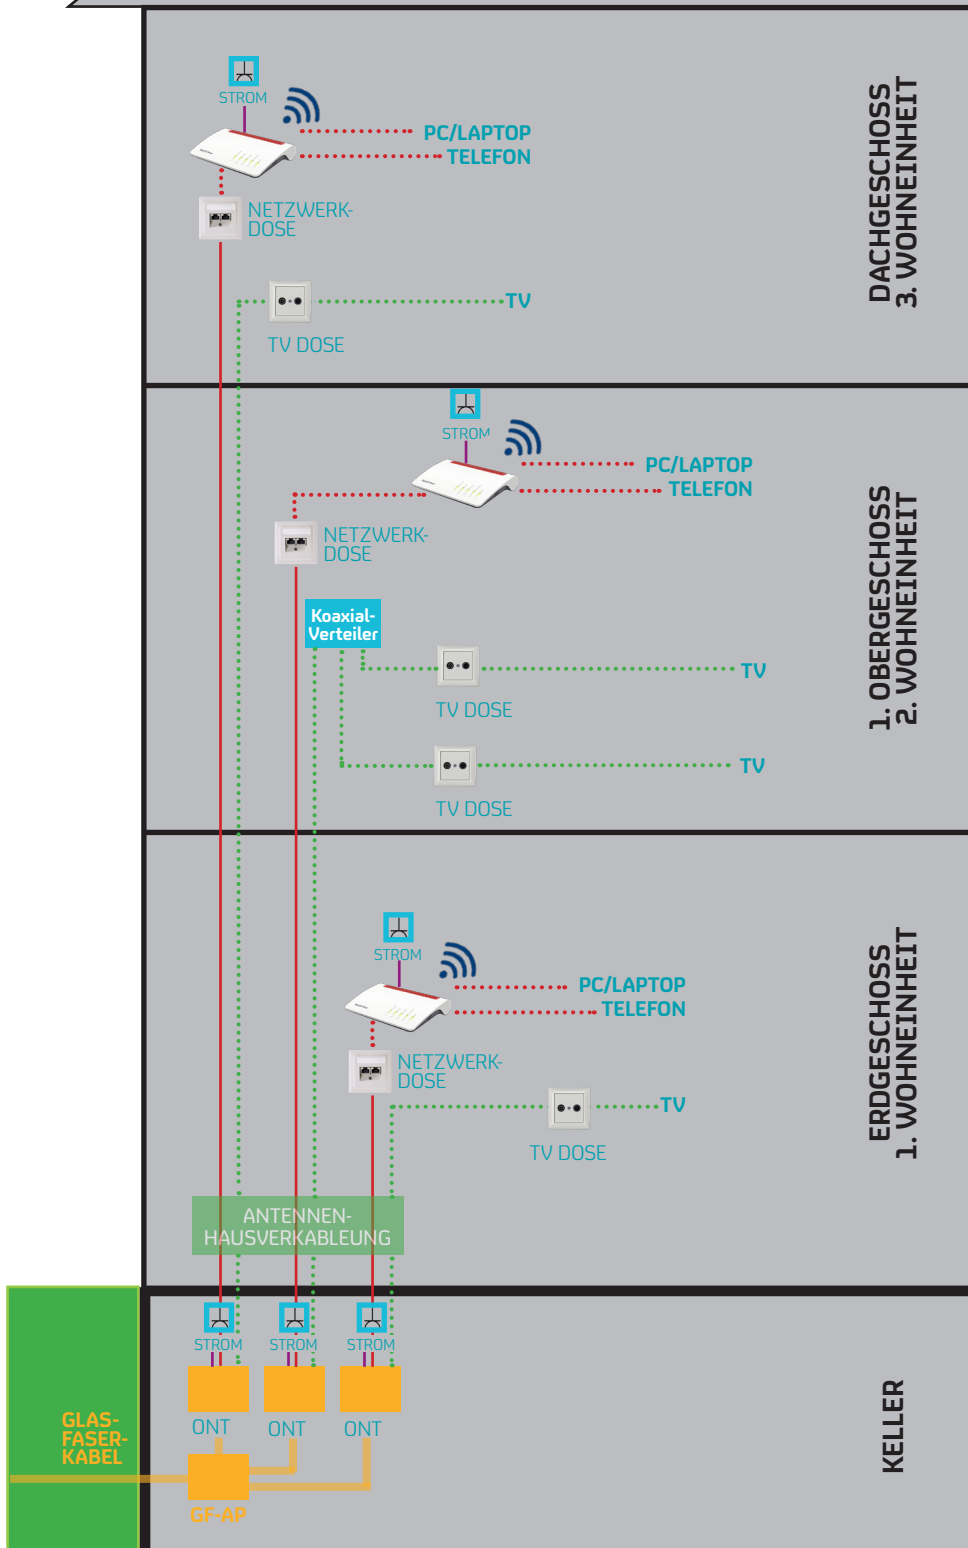 STROM
PC/LAPTOP
TELEFON
NETZWERK-
DOSE
TV
TV DOSE
DACHGESCHOSS
3. WOHNEINHEIT
STROM
PC/LAPTOP
TELEFON
NETZWERK-
DOSE
Koaxial-
Verteiler
TV
TV DOSE
TV
TV DOSE
1. OBERGESCHOSS
2. WOHNEINHEIT
STROM
PC/LAPTOP
TELEFON
NETZWERK-
DOSE
TV
TV DOSE
ERDGESCHOSS
1. WOHNEINHEIT
ANTENNEN-
HAUSVERKABLEUNG
STROM
STROM
STROM
ONT
ONT
ONT
GLAS-
FASER-
KABEL
GF-AP
KELLER